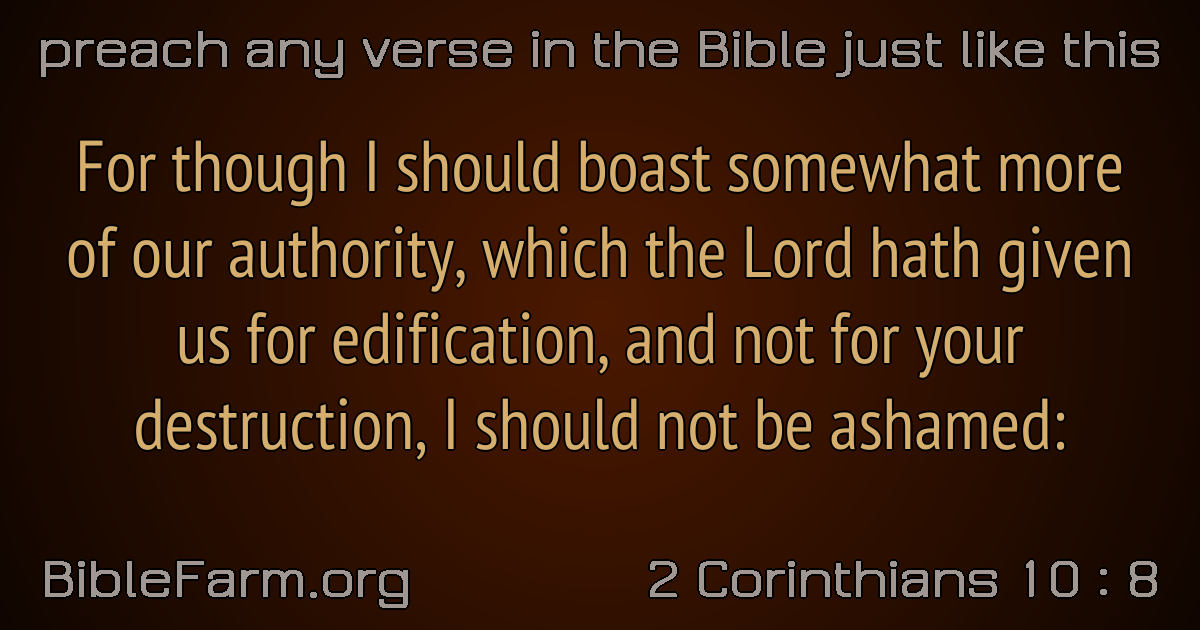 preach any verse in the Bible just like this
For though I should boast somewhat more
of our authority, which the Lord hath given
us for edification, and not for your
destruction, I should not be ashamed:
BibleFarm.org
2 Corinthians 10 : 8